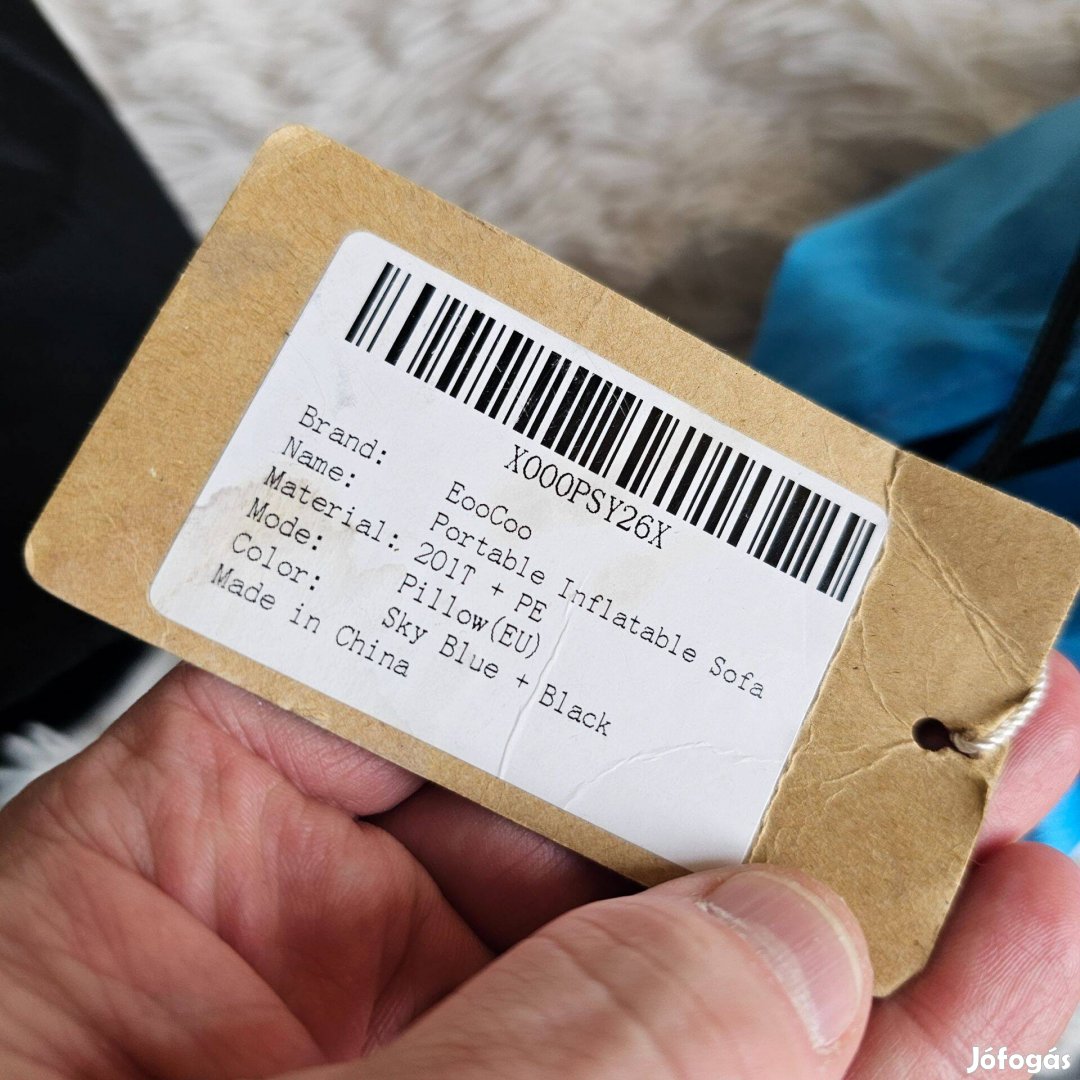 X000PSY26X
Brand: EooCoo
Name: Portable Inflatable Sofa
Material: 201T + PE
Mode: Pillow(EU)
Color: Sky Blue + Black
Made in China
Jófogás